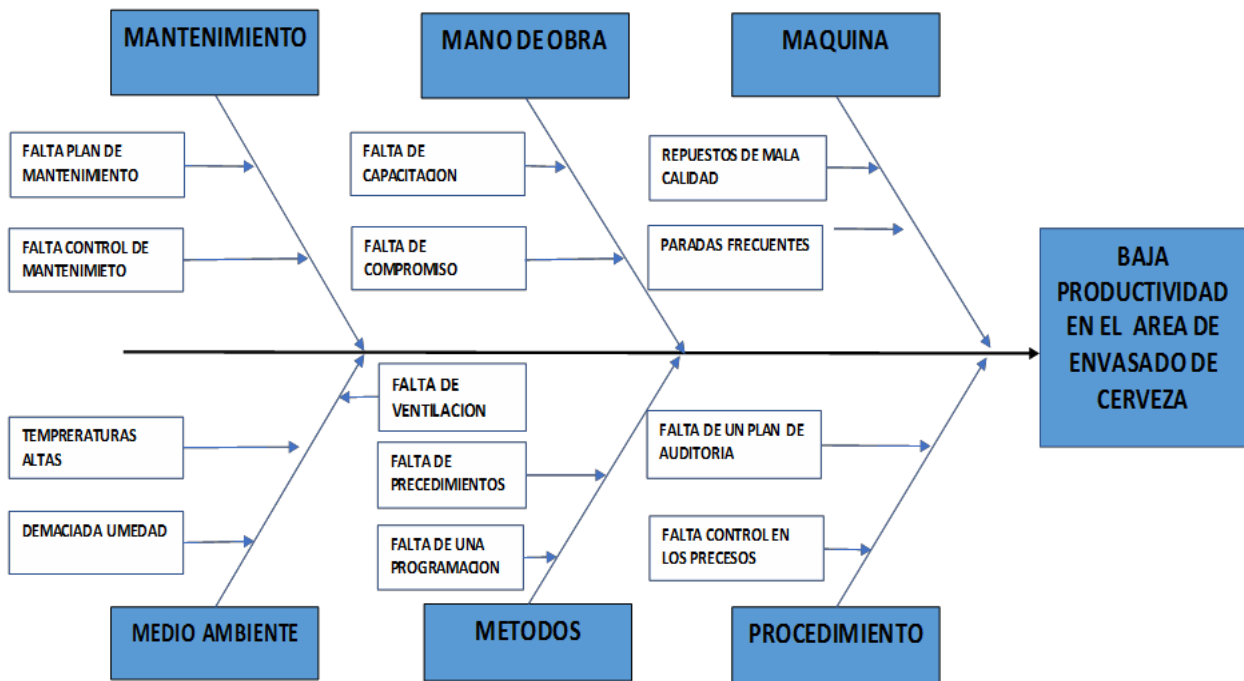 MANTENIMIENTO
MANO DE OBRA
MAQUINA
FALTA PLAN DE
MANTENIMIENTO
FALTA DE
CAPACITACION
REPUESTOS DE MALA
CALIDAD
FALTA CONTROL DE
MANTENIMIETO
FALTA DE
COMPROMISO
PARADAS FRECUENTES
BAJA
PRODUCTIVIDAD
EN EL AREA DE
ENVASADO DE
CERVEZA
FALTA DE
VENTILACION
TEMPRERATURAS
ALTAS
FALTA DE
PRECEDIMIENTOS
FALTA DE UN PLAN DE
AUDITORIA
DEMACIADA UMEDAD
FALTA DE UNA
PROGRAMACION
FALTA CONTROL EN
LOS PRECESOS
MEDIO AMBIENTE
METODOS
PROCEDIMIENTO